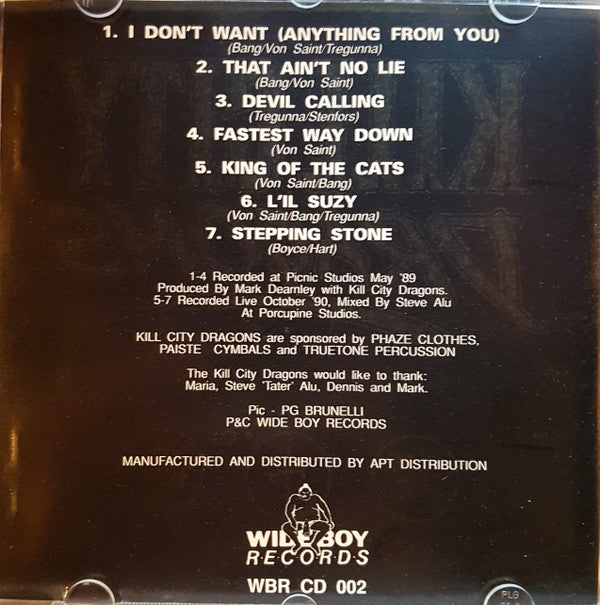 1. I DON'T WANT (ANYTHING FROM YOU)
(Bang/Von Saint/Tregunna)
2. THAT AIN'T NO LIE
(Bang/Von Saint)
3. DEVIL CALLING
(Tregunna/Stenfors)
4. FASTEST WAY DOWN
(Von Saint)
5. KING OF THE CATS
(Von Saint/Bang)
6. L'IL SUZY
(Von Saint/Bang/Tregunna)
7. STEPPING STONE
(Boyce/Hart)
1-4 Recorded at Picnic Studios May '89
Produced By Mark Dearnley with Kill City Dragons.
5-7 Recorded Live October '90, Mixed By Steve Alu
At Porcupine Studios.
KILL CITY DRAGONS are sponsored by PHAZE CLOTHES,
PAISTE CYMBALS and TRUETONE PERCUSSION
The Kill City Dragons would like to thank:
Maria, Steve 'Tater' Alu, Dennis and Mark.
Pic - PG BRUNELLI
P&C WIDE BOY RECORDS
MANUFACTURED AND DISTRIBUTED BY APT DISTRIBUTION
WIDE BOY
R·E·C·O·R·D·S
WBR CD 002
PLG